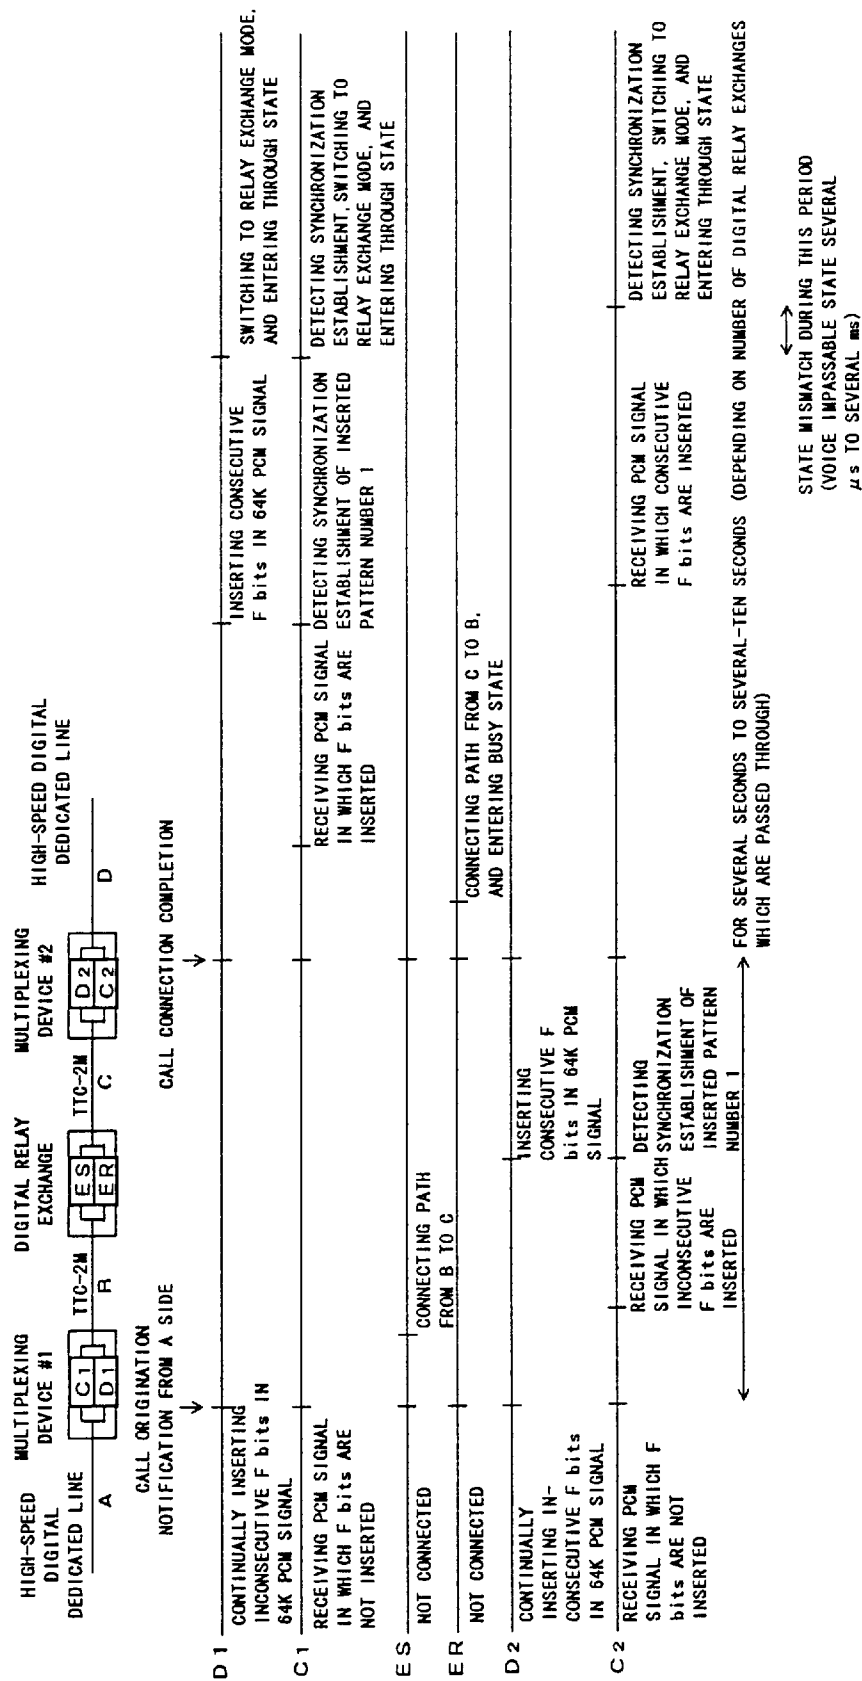 HIGH-SPEED
DIGITAL
DEDICATED LINE
A
MULTIPLEXING
DEVICE #1
C1
D1
TTC-2M
B
DIGITAL RELAY
EXCHANGE
ES
ER
TTC-2M
C
MULTIPLEXING
DEVICE #2
D2
C2
HIGH-SPEED DIGITAL
DEDICATED LINE
D
CALL ORIGINATION
NOTIFICATION FROM A SIDE
CALL CONNECTION COMPLETION
D1
CONTINUALLY INSERTING
INCONSECUTIVE F bits IN
64K PCM SIGNAL
INSERTING CONSECUTIVE
F bits IN 64K PCM SIGNAL
SWITCHING TO RELAY EXCHANGE MODE,
AND ENTERING THROUGH STATE
C1
RECEIVING PCM SIGNAL
IN WHICH F bits ARE
NOT INSERTED
RECEIVING PCM SIGNAL
IN WHICH F bits ARE
INSERTED
DETECTING SYNCHRONIZATION
ESTABLISHMENT OF INSERTED
PATTERN NUMBER 1
DETECTING SYNCHRONIZATION
ESTABLISHMENT, SWITCHING TO
RELAY EXCHANGE MODE, AND
ENTERING THROUGH STATE
ES
NOT CONNECTED
CONNECTING PATH
FROM B TO C
ER
NOT CONNECTED
CONNECTING PATH FROM C TO B,
AND ENTERING BUSY STATE
D2
CONTINUALLY
INSERTING IN-
CONSECUTIVE F bits
IN 64K PCM SIGNAL
INSERTING
CONSECUTIVE F
bits IN 64K PCM
SIGNAL
C2
RECEIVING PCM
SIGNAL IN WHICH F
bits ARE NOT
INSERTED
RECEIVING PCM
SIGNAL IN WHICH
INCONSECUTIVE
F bits ARE
INSERTED
DETECTING
SYNCHRONIZATION
ESTABLISHMENT OF
INSERTED PATTERN
NUMBER 1
RECEIVING PCM SIGNAL
IN WHICH CONSECUTIVE
F bits ARE INSERTED
DETECTING SYNCHRONIZATION
ESTABLISHMENT, SWITCHING TO
RELAY EXCHANGE MODE, AND
ENTERING THROUGH STATE
FOR SEVERAL SECONDS TO SEVERAL-TEN SECONDS (DEPENDING ON NUMBER OF DIGITAL RELAY EXCHANGES
WHICH ARE PASSED THROUGH)
STATE MISMATCH DURING THIS PERIOD
(VOICE IMPASSABLE STATE SEVERAL
μs TO SEVERAL ms)